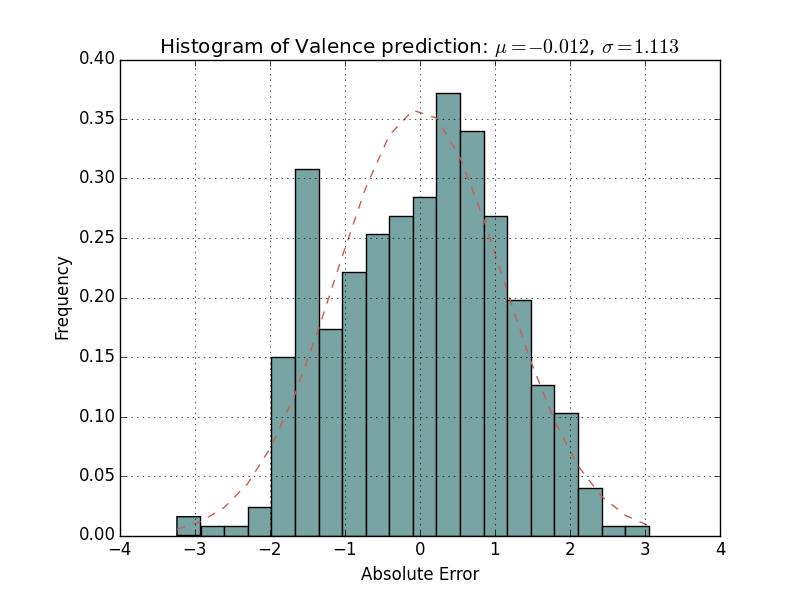 Histogram of Valence prediction: μ = −0.012, σ = 1.113
0.40
0.35
0.30
0.25
0.20
0.15
0.10
0.05
0.00
Frequency
−4 −3 −2 −1 0 1 2 3 4
Absolute Error